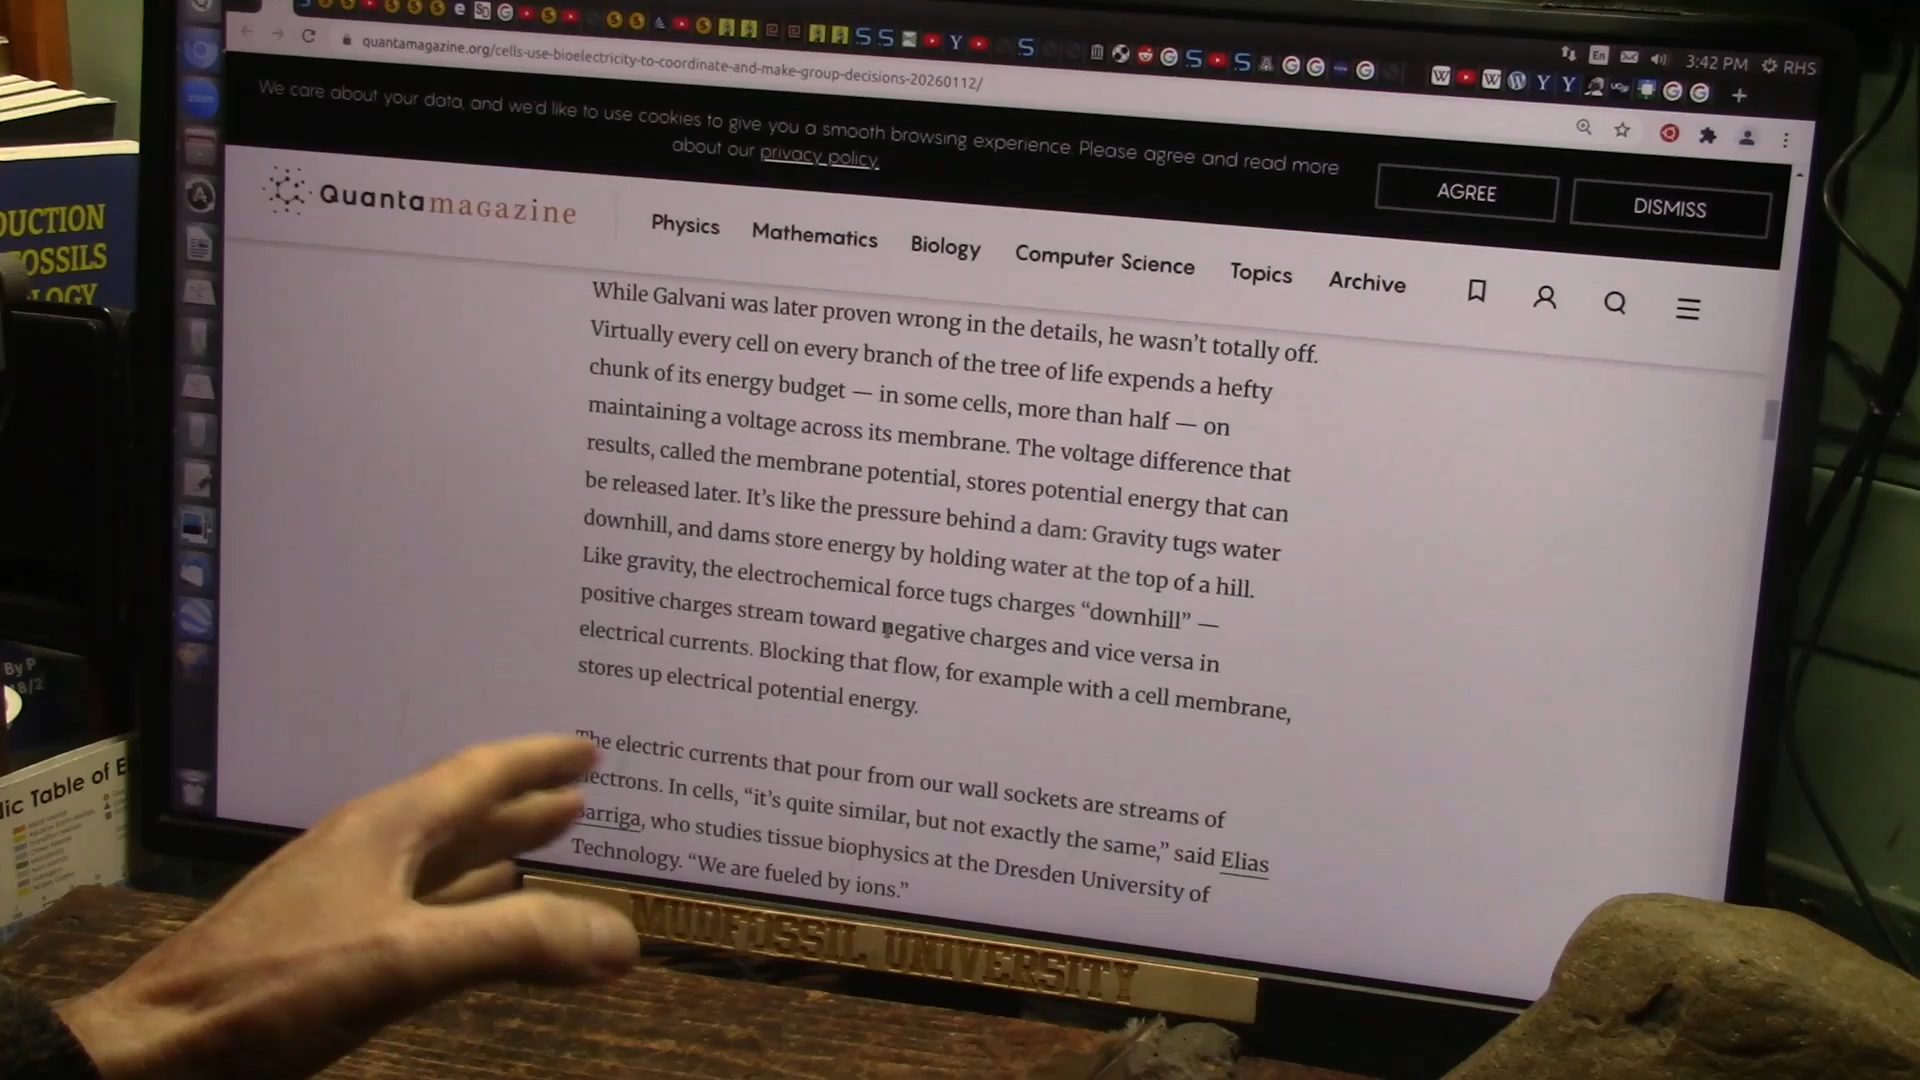 3:42 PM RHS
quantamagazine.org/cells-use-bioelectricity-to-coordinate-and-make-group-decisions-20260112/
We care about your data, and we'd like to use cookies to give you a smooth browsing experience. Please agree and read more
about our privacy policy.
AGREE
DISMISS
Quantamagazine
Physics Mathematics Biology Computer Science Topics Archive
While Galvani was later proven wrong in the details, he wasn't totally off.
Virtually every cell on every branch of the tree of life expends a hefty
chunk of its energy budget — in some cells, more than half — on
maintaining a voltage across its membrane. The voltage difference that
results, called the membrane potential, stores potential energy that can
be released later. It's like the pressure behind a dam: Gravity tugs water
downhill, and dams store energy by holding water at the top of a hill.
Like gravity, the electrochemical force tugs charges “downhill” —
positive charges stream toward negative charges and vice versa in
electrical currents. Blocking that flow, for example with a cell membrane,
stores up electrical potential energy.
The electric currents that pour from our wall sockets are streams of
electrons. In cells, “it's quite similar, but not exactly the same,” said Elias
Barriga, who studies tissue biophysics at the Dresden University of
Technology. “We are fueled by ions.”
MUDFOSSIL UNIVERSITY
DUCTION
OSSILS
LOGY
By P
ic Table of E